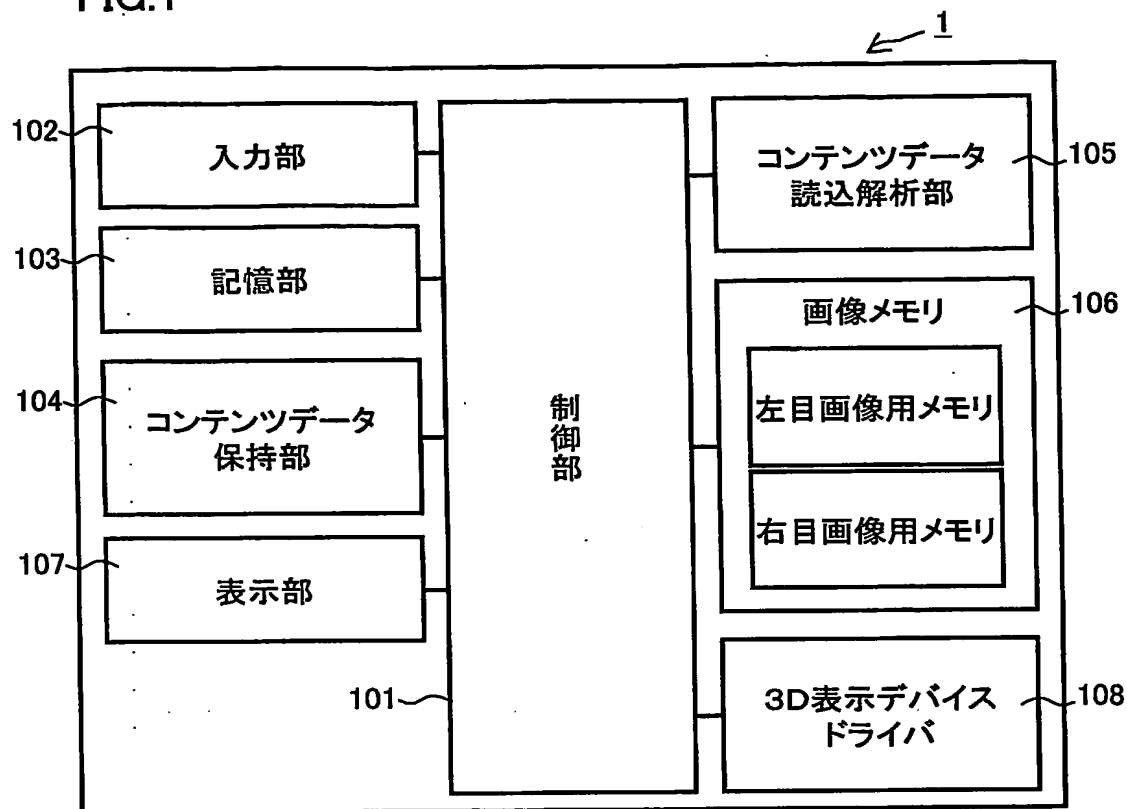 FIG.1
1
102
入力部
103
記憶部
104
コンテンツデータ
保持部
107
表示部
101
制御部
コンテンツデータ
読込解析部
105
画像メモリ
106
左目画像用メモリ
右目画像用メモリ
3D表示デバイス
ドライバ
108